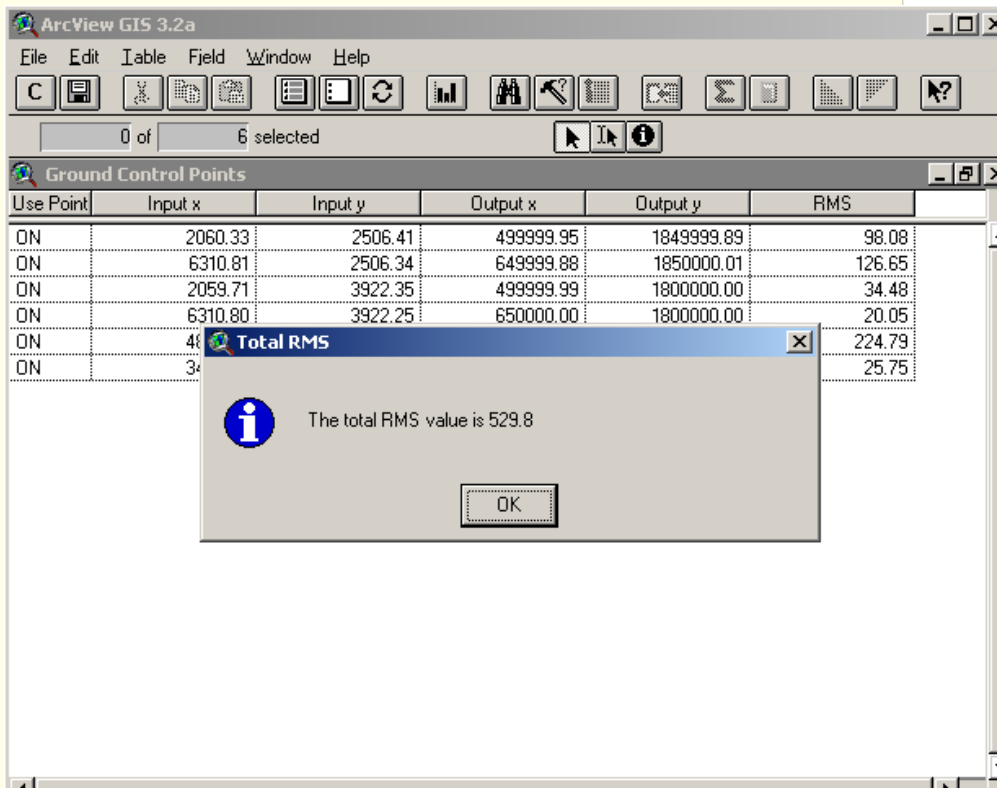 ArcView GIS 3.2a
File Edit Table Field Window Help
C
0 of 6 selected
Ground Control Points
Use Point Input x Input y Output x Output y RMS
ON 2060.33 2506.41 499999.95 1849999.89 98.08
ON 6310.81 2506.34 649999.88 1850000.01 126.65
ON 2059.71 3922.35 499999.99 1800000.00 34.48
ON 6310.80 3922.25 650000.00 1800000.00 20.05
ON 224.79
ON 25.75
Total RMS
The total RMS value is 529.8
OK